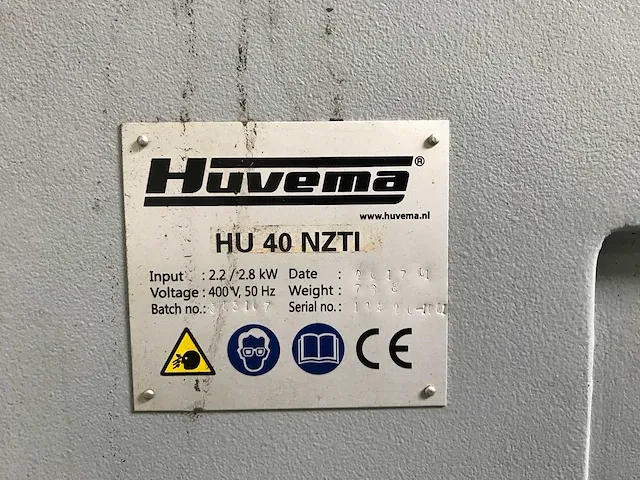 Huvema®
www.huvema.nl
HU 40 NZTI
Input : 2.2 / 2.8 kW Date :
Voltage : 400 V, 50 Hz Weight :
Batch no.: Serial no.:
CE